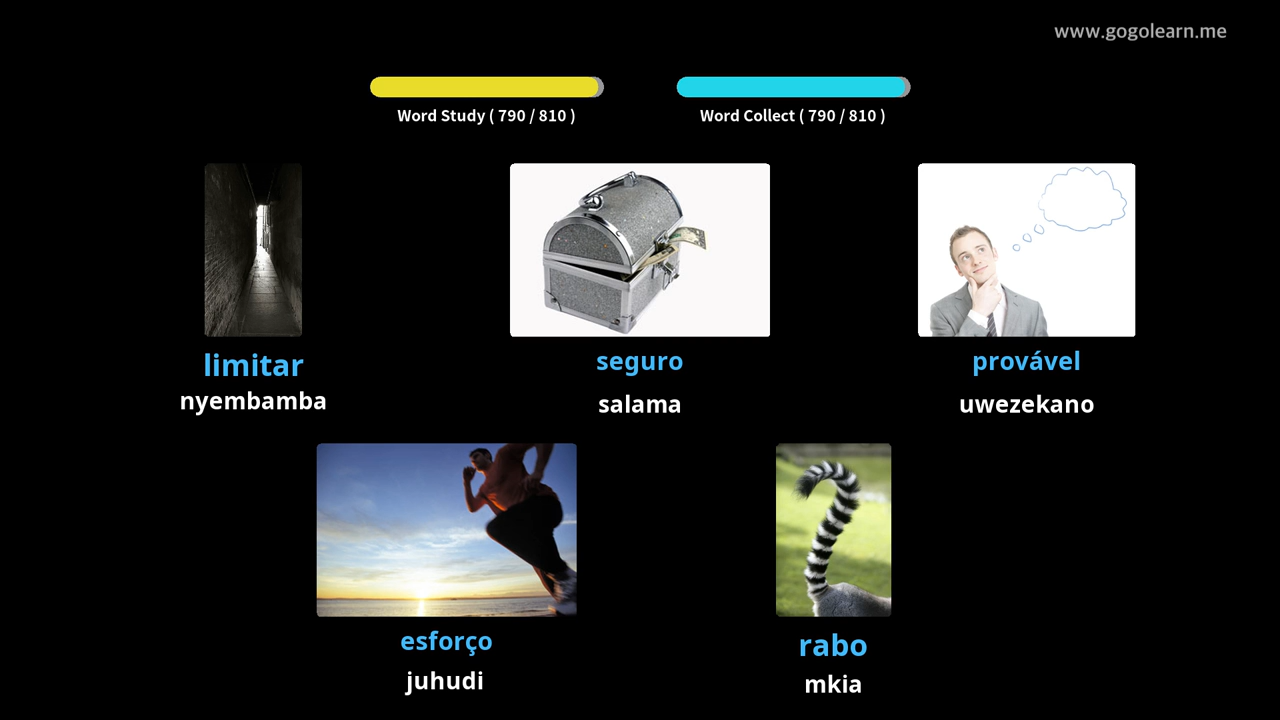 www.gogolearn.me
Word Study ( 790 / 810 )
Word Collect ( 790 / 810 )
limitar
nyembamba
seguro
salama
provável
uwezekano
esforço
juhudi
rabo
mkia